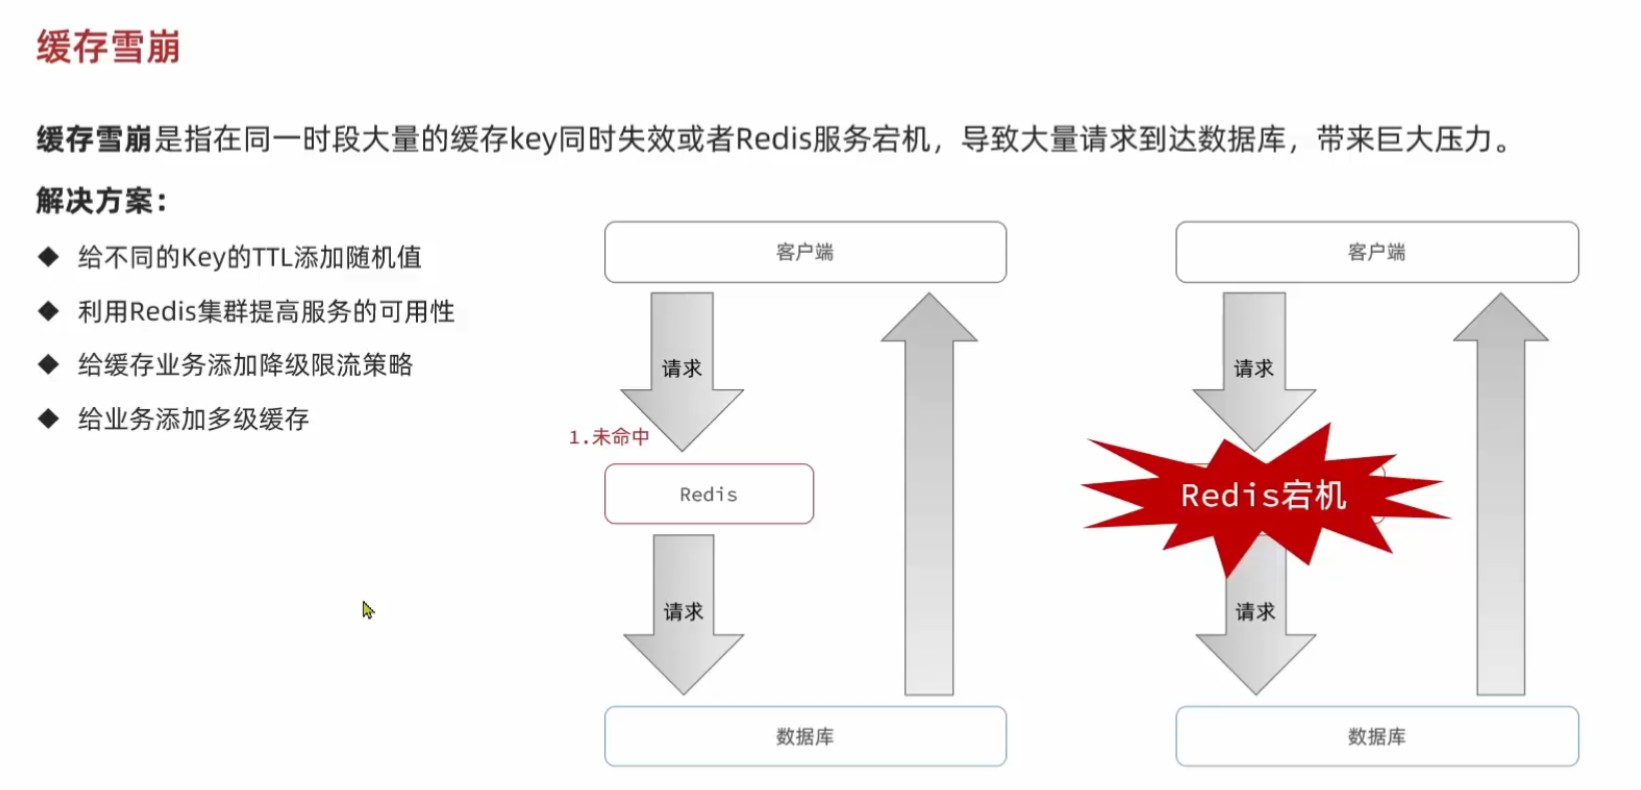 缓存雪崩
缓存雪崩是指在同一时段大量的缓存key同时失效或者Redis服务宕机，导致大量请求到达数据库，带来巨大压力。
解决方案：
给不同的Key的TTL添加随机值
利用Redis集群提高服务的可用性
给缓存业务添加降级限流策略
给业务添加多级缓存
客户端
请求
1.未命中
Redis
请求
数据库
客户端
请求
Redis宕机
请求
数据库